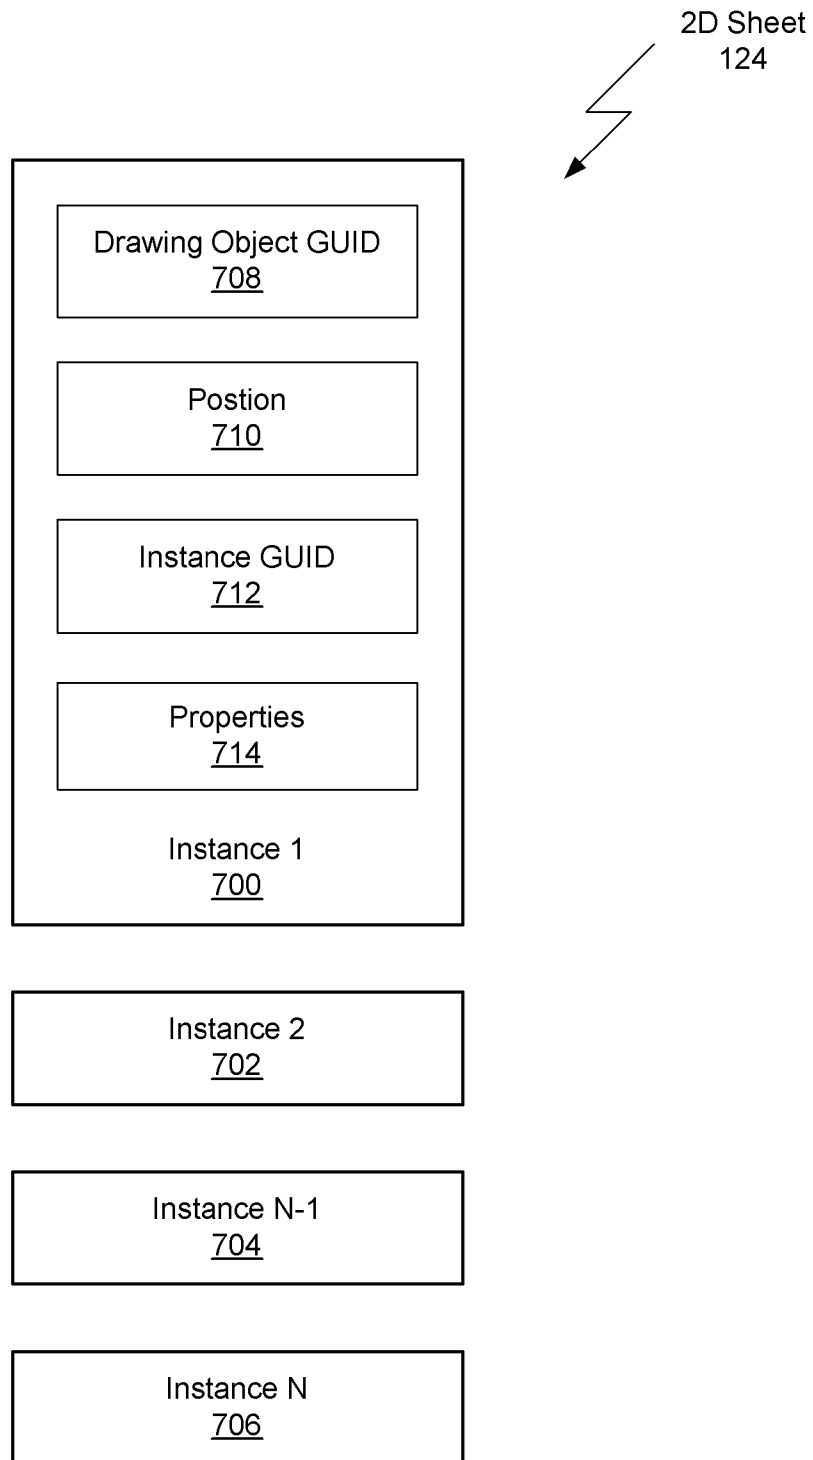 2D Sheet
124
Drawing Object GUID
708
Postion
710
Instance GUID
712
Properties
714
Instance 1
700
Instance 2
702
Instance N-1
704
Instance N
706